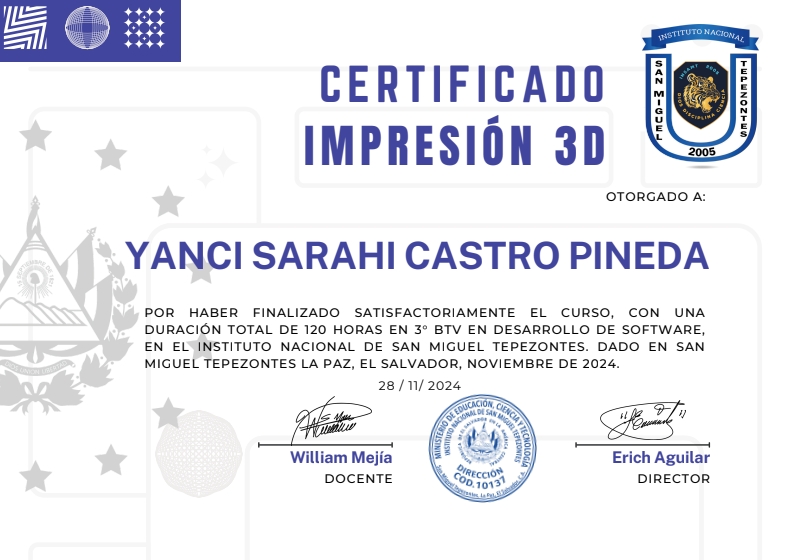 INSTITUTO NACIONAL
SAN MIGUEL
TEPEZONTES
DIOS DISCIPLINA CIENCIA
2005
CERTIFICADO
IMPRESIÓN 3D
OTORGADO A:
YANCI SARAHI CASTRO PINEDA
POR HABER FINALIZADO SATISFACTORIAMENTE EL CURSO, CON UNA
DURACIÓN TOTAL DE 120 HORAS EN 3° BTV EN DESARROLLO DE SOFTWARE,
EN EL INSTITUTO NACIONAL DE SAN MIGUEL TEPEZONTES. DADO EN SAN
MIGUEL TEPEZONTES LA PAZ, EL SALVADOR, NOVIEMBRE DE 2024.
28 / 11/ 2024
William Mejía
DOCENTE
MINISTERIO DE EDUCACIÓN, CIENCIA Y TECNOLOGÍA
INSTITUTO NACIONAL DE SAN MIGUEL TEPEZONTES
DIRECCIÓN
COD. 10137
San Miguel Tepezontes, La Paz, El Salvador, C.A.
Erich Aguilar
DIRECTOR